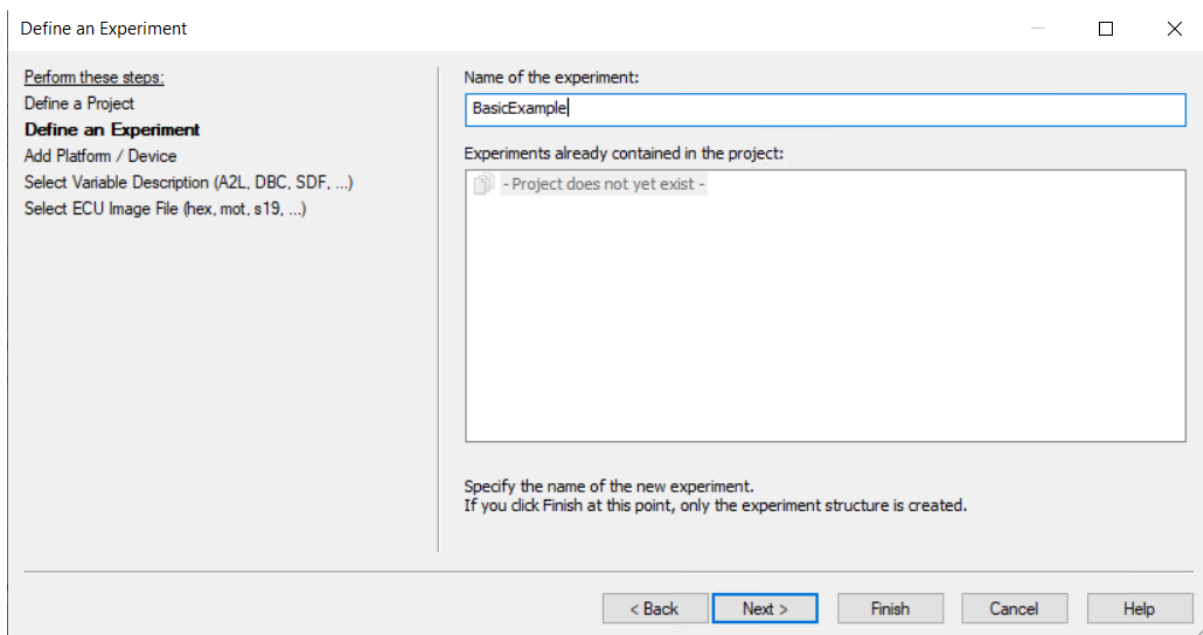 Define an Experiment
Perform these steps:
Define a Project
Define an Experiment
Add Platform / Device
Select Variable Description (A2L, DBC, SDF, ...)
Select ECU Image File (hex, mot, s19, ...)
Name of the experiment:
BasicExample
Experiments already contained in the project:
- Project does not yet exist -
Specify the name of the new experiment.
If you click Finish at this point, only the experiment structure is created.
< Back Next > Finish Cancel Help